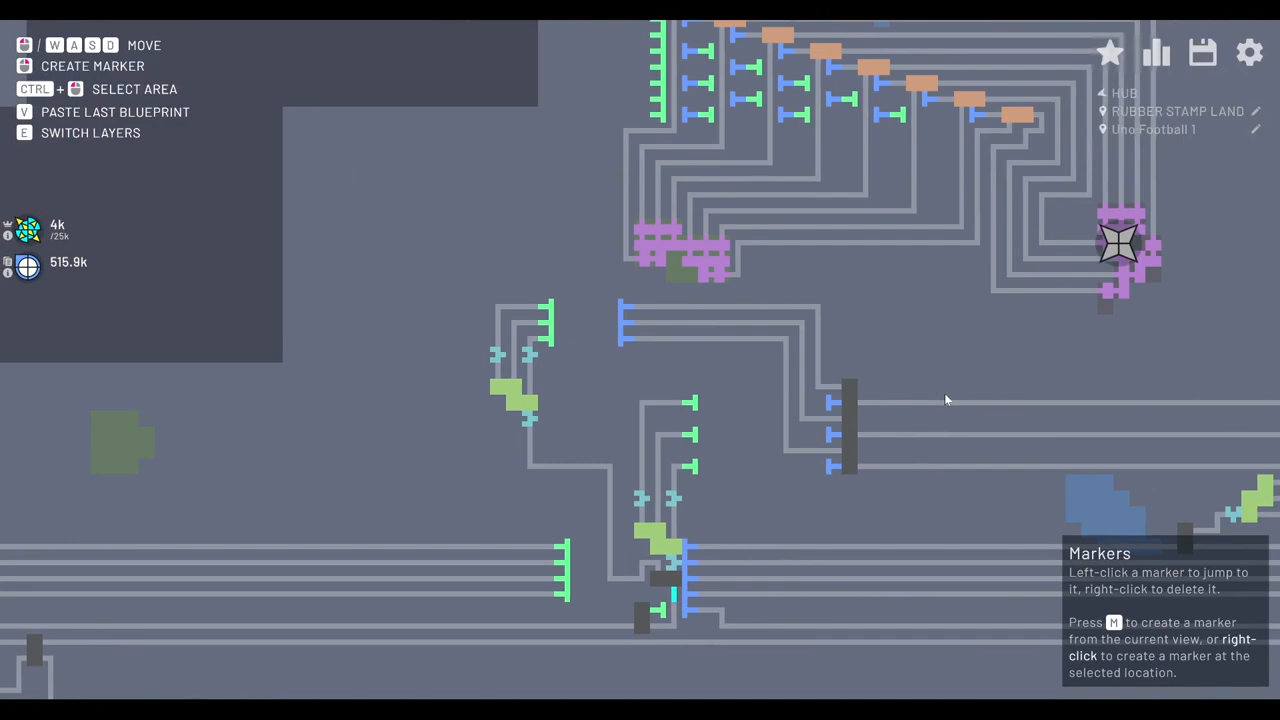 / W A S D MOVE
CREATE MARKER
CTRL + SELECT AREA
V PASTE LAST BLUEPRINT
E SWITCH LAYERS
4k
/25k
515.9k
HUB
RUBBER STAMP LAND
Uno Football 1
Markers
Left-click a marker to jump to
it, right-click to delete it.
Press M to create a marker
from the current view, or right-
click to create a marker at the
selected location.